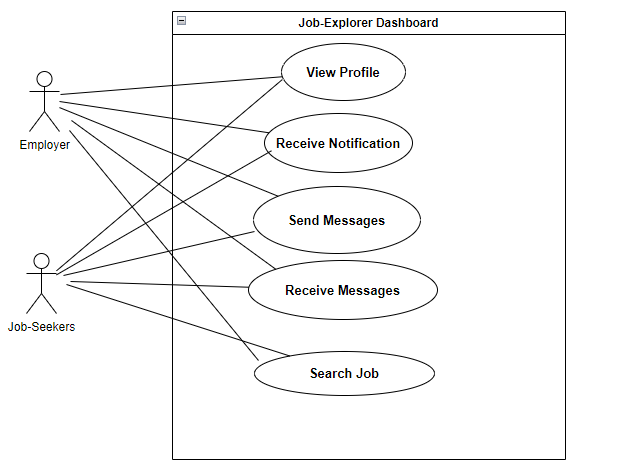 Job-Explorer Dashboard
View Profile
Employer
Receive Notification
Send Messages
Receive Messages
Job-Seekers
Search Job